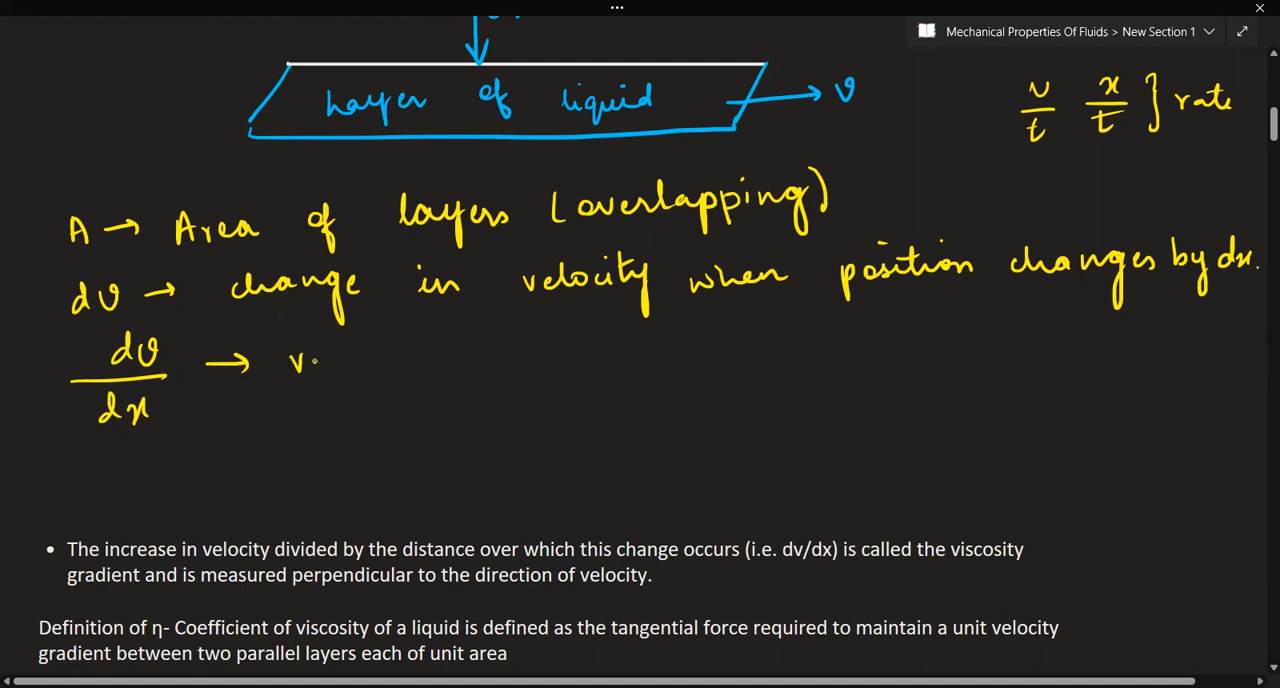 Mechanical Properties Of Fluids > New Section 1
Layer of liquid → v
v/t x/t } rate
A → Area of layers (overlapping)
dv → change in velocity when position changes by dx.
dv/dx → v
• The increase in velocity divided by the distance over which this change occurs (i.e. dv/dx) is called the viscosity
gradient and is measured perpendicular to the direction of velocity.
Definition of η- Coefficient of viscosity of a liquid is defined as the tangential force required to maintain a unit velocity
gradient between two parallel layers each of unit area